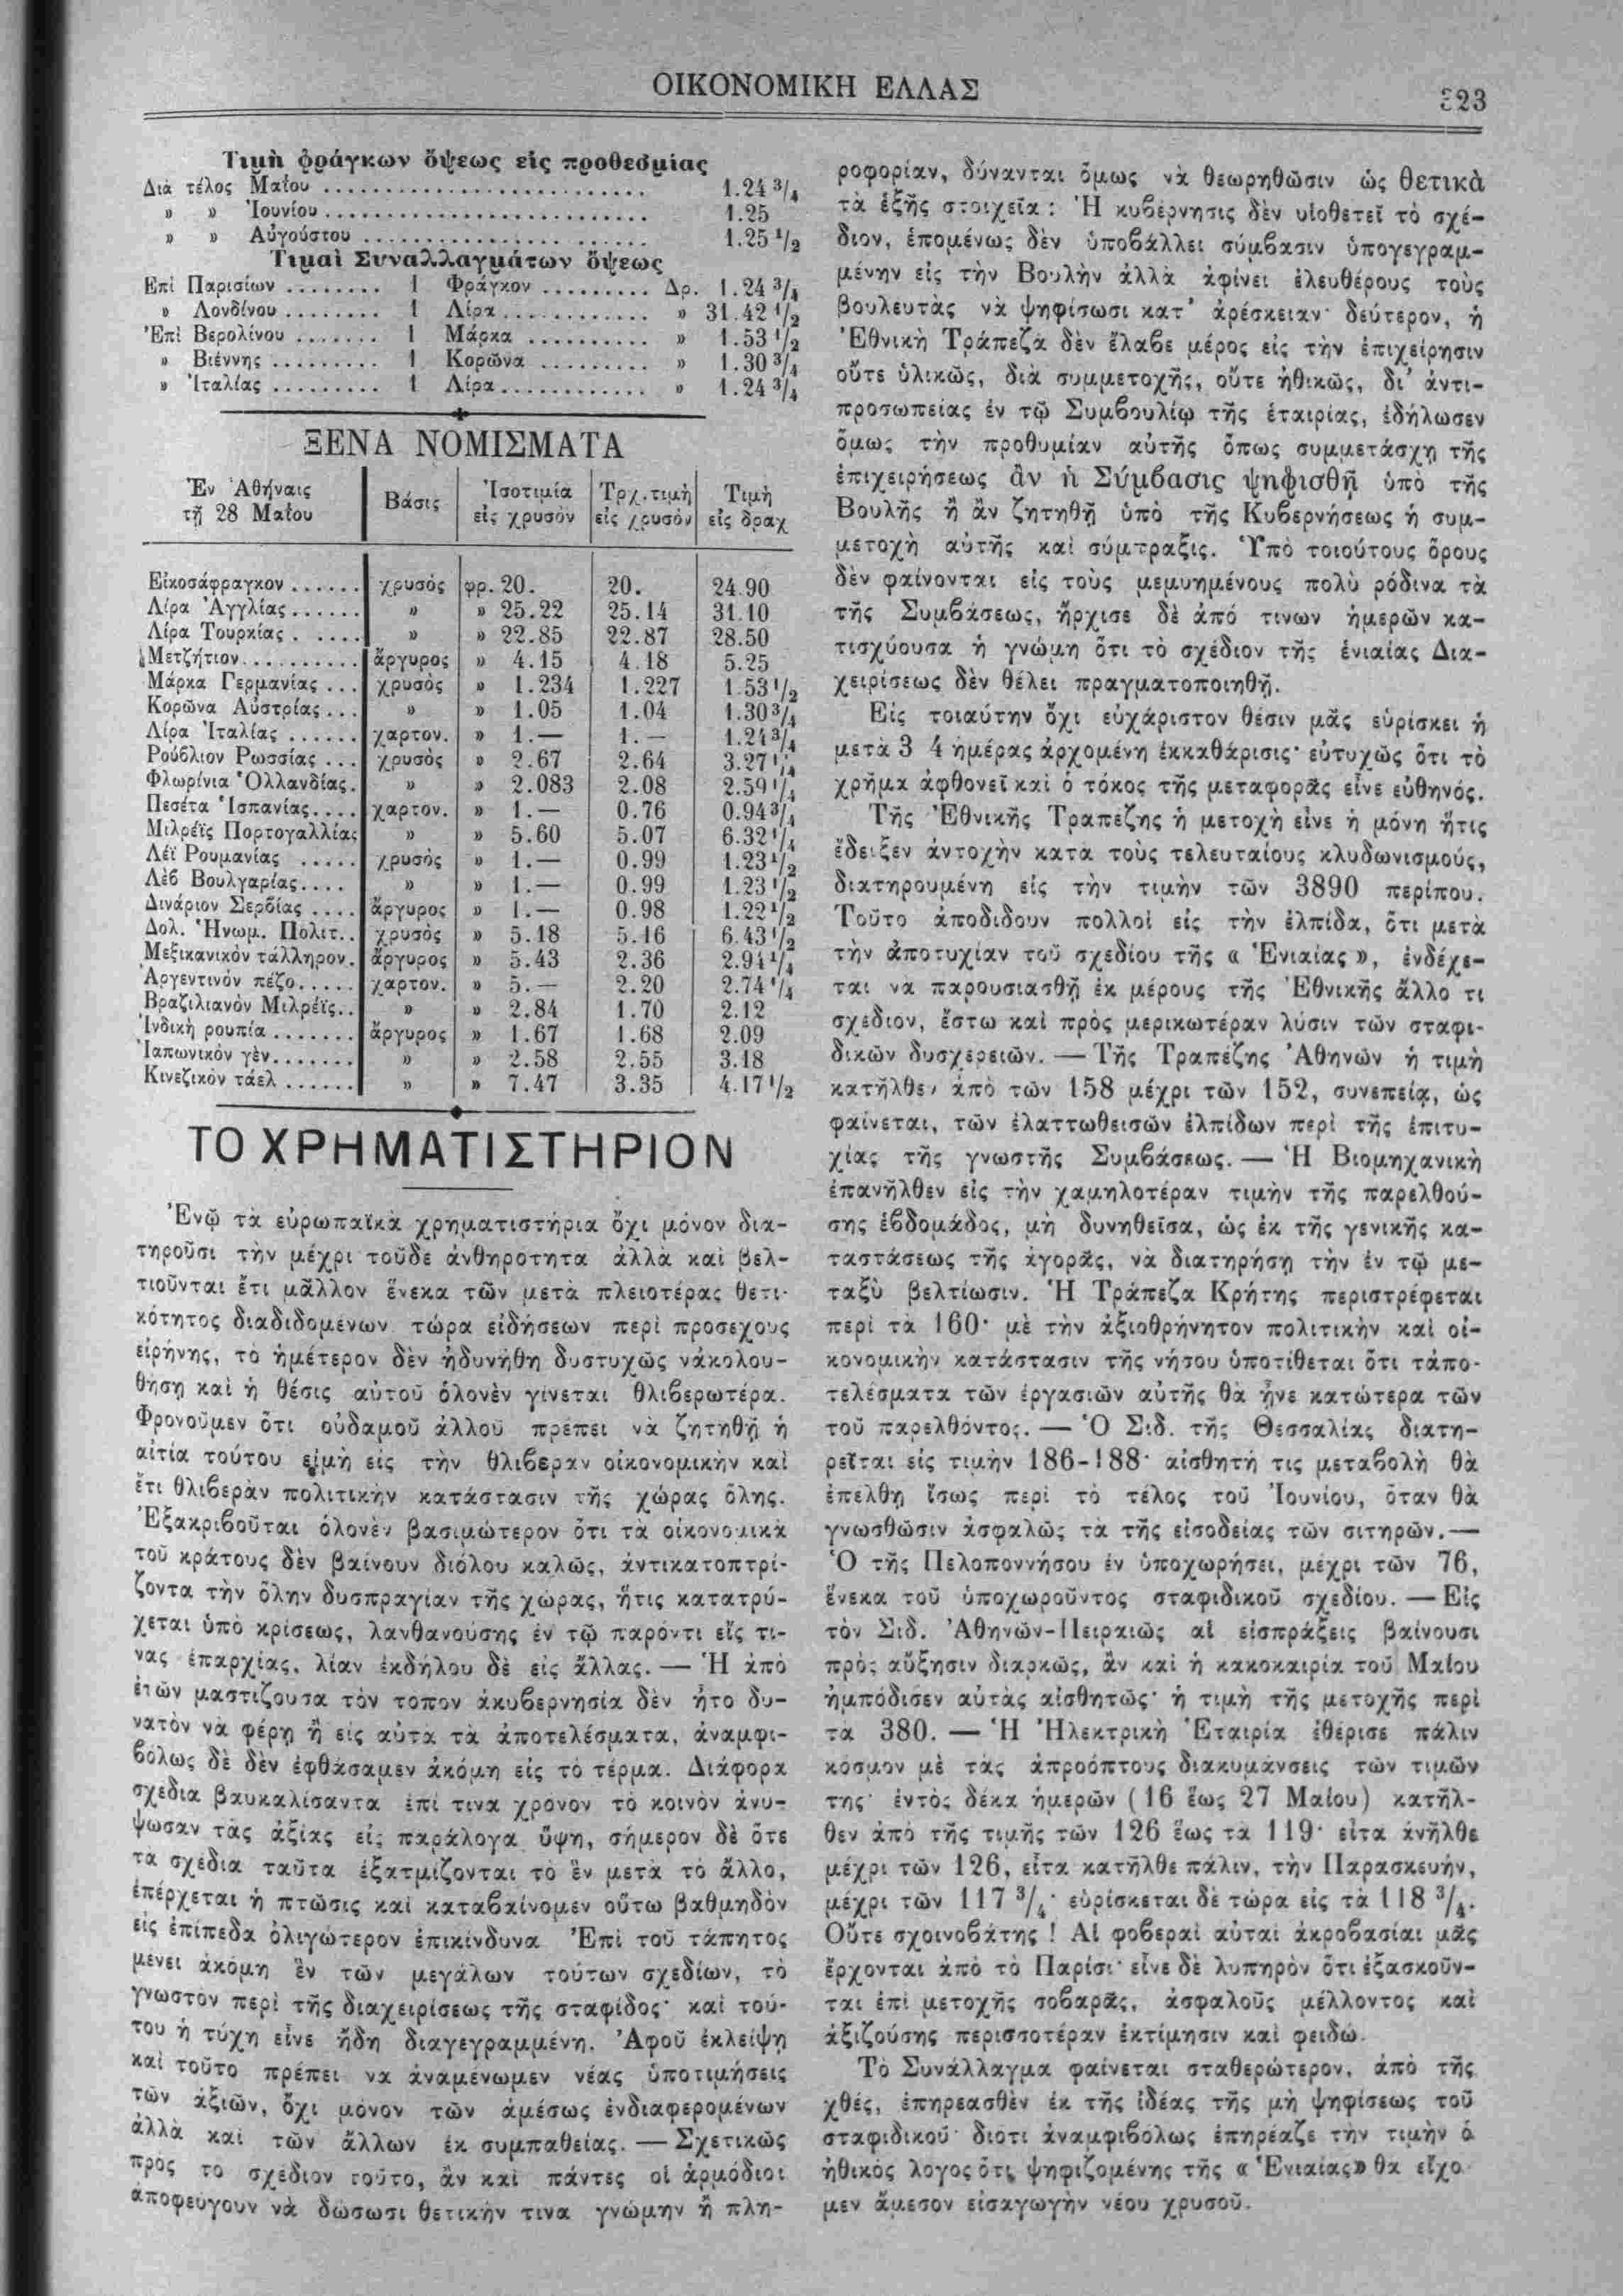 ΟΙΚΟΝΟΜΙΚΗ ΕΛΛΑΣ
323
Τιμὴ φράγκων ὄψεως εἰς προθεσμίας
Διὰ τέλος Μαΐου .......... 1.24 3/4
» » Ἰουνίου .......... 1.25
» » Αὐγούστου .......... 1.25 1/2
Τιμαὶ Συναλλαγμάτων ὄψεως
Ἐπὶ Παρισίων ........ 1 Φράγκον .......... Δρ. 1.24 3/4
» Λονδίνου ........ 1 Λίρα .......... » 31.42 1/2
Ἐπὶ Βερολίνου ........ 1 Μάρκα .......... » 1.53 1/2
» Βιέννης ........ 1 Κορῶνα .......... » 1.30 3/4
» Ἰταλίας ........ 1 Λίρα .......... » 1.24 3/4
ΞΕΝΑ ΝΟΜΙΣΜΑΤΑ
Ἐν Ἀθήναις τῇ 28 Μαΐου | Βάσις | Ἰσοτιμία εἰς χρυσὸν | Τρχ. τιμὴ εἰς χρυσὸν | Τιμὴ εἰς δραχ
Εἰκοσάφραγκον ...... χρυσὸς φρ. 20. 20. 24.90
Λίρα Ἀγγλίας ...... » » 25.22 25.14 31.10
Λίρα Τουρκίας ...... » » 22.85 22.87 28.50
Μετζήτιον .......... ἄργυρος » 4.15 4.18 5.25
Μάρκα Γερμανίας ... χρυσὸς » 1.234 1.227 1.53 1/2
Κορῶνα Αὐστρίας ... » » 1.05 1.04 1.30 3/4
Λίρα Ἰταλίας ...... χαρτον. » 1.— 1.— 1.24 3/4
Ρούβλιον Ρωσσίας ... χρυσὸς » 2.67 2.64 3.27 1/4
Φλωρίνια Ὀλλανδίας. » » 2.083 2.08 2.59 1/4
Πεσέτα Ἰσπανίας .... χαρτον. » 1.— 0.76 0.94 3/4
Μιλρέϊς Πορτογαλλίας » » 5.60 5.07 6.32 1/4
Λέϊ Ρουμανίας ..... χρυσὸς » 1.— 0.99 1.23 1/2
Λὲβ Βουλγαρίας .... » » 1.— 0.99 1.23 1/2
Δινάριον Σερβίας .... ἄργυρος » 1.— 0.98 1.22 1/2
Δολ. Ἡνωμ. Πολιτ. . χρυσὸς » 5.18 5.16 6.43 1/2
Μεξικανικὸν τάλληρον. ἄργυρος » 5.43 2.36 2.94 1/4
Ἀργεντινόν πέζο ..... χαρτον. » 5.— 2.20 2.74 1/4
Βραζιλιανὸν Μιλρέϊς. . » » 2.84 1.70 2.12
Ἰνδικὴ ρουπία ....... ἄργυρος » 1.67 1.68 2.09
Ἰαπωνικὸν γὲν ....... » » 2.58 2.55 3.18
Κινεζικὸν τάελ ...... » » 7.47 3.35 4.17 1/2
ΤΟ ΧΡΗΜΑΤΙΣΤΗΡΙΟΝ
Ἐνῷ τὰ εὐρωπαϊκὰ χρηματιστήρια ὄχι μόνον δια-
τηροῦσι τὴν μέχρι τοῦδε ἀνθηρότητα ἀλλὰ καὶ βελ-
τιοῦνται ἔτι μᾶλλον ἕνεκα τῶν μετὰ πλειοτέρας θετι-
κότητος διαδιδομένων τώρα εἰδήσεων περὶ προσεχοῦς
εἰρήνης, τὸ ἡμέτερον δὲν ἠδυνήθη δυστυχῶς νἀκολου-
θήσῃ καὶ ἡ θέσις αὐτοῦ ὁλονὲν γίνεται θλιβερωτέρα.
Φρονοῦμεν ὅτι οὐδαμοῦ ἀλλοῦ πρέπει νὰ ζητηθῇ ἡ
αἰτία τούτου εἰμὴ εἰς τὴν θλιβερὰν οἰκονομικὴν καὶ
ἔτι θλιβερὰν πολιτικὴν κατάστασιν τῆς χώρας ὅλης.
Ἐξακριβοῦται ὁλονὲν βασιμώτερον ὅτι τὰ οἰκονομικὰ
τοῦ κράτους δὲν βαίνουν διόλου καλῶς, ἀντικατοπτρί-
ζοντα τὴν ὅλην δυσπραγίαν τῆς χώρας, ἥτις κατατρύ-
χεται ὑπὸ κρίσεως, λανθανούσης ἐν τῷ παρόντι εἴς τι-
νας ἐπαρχίας, λίαν ἐκδήλου δὲ εἰς ἄλλας. — Ἡ ἀπὸ
ἐτῶν μαστίζουσα τὸν τόπον ἀκυβερνησία δὲν ἦτο δυ-
νατὸν νὰ φέρῃ ἢ εἰς αὐτὰ τὰ ἀποτελέσματα, ἀναμφι-
βόλως δὲ δὲν ἐφθάσαμεν ἀκόμη εἰς τὸ τέρμα. Διάφορα
σχέδια βαυκαλίσαντα ἐπί τινα χρόνον τὸ κοινὸν ἀνυ-
ψωσαν τὰς ἀξίας εἰς παράλογα ὕψη, σήμερον δὲ ὅτε
τὰ σχέδια ταῦτα ἐξατμίζονται τὸ ἓν μετὰ τὸ ἄλλο,
ἐπέρχεται ἡ πτῶσις καὶ καταβαίνομεν οὕτω βαθμηδὸν
εἰς ἐπίπεδα ὀλιγώτερον ἐπικίνδυνα Ἐπὶ τοῦ τάπητος
μένει ἀκόμη ἓν τῶν μεγάλων τούτων σχεδίων, τὸ
γνωστὸν περὶ τῆς διαχειρίσεως τῆς σταφίδος· καὶ τού-
του ἡ τύχη εἶνε ἤδη διαγεγραμμένη. Ἀφοῦ ἐκλείψῃ
καὶ τοῦτο πρέπει νὰ ἀναμένωμεν νέας ὑποτιμήσεις
τῶν ἀξιῶν, ὄχι μόνον τῶν ἀμέσως ἐνδιαφερομένων
ἀλλὰ καὶ τῶν ἄλλων ἐκ συμπαθείας. — Σχετικῶς
πρὸς τὸ σχέδιον τοῦτο, ἂν καὶ πάντες οἱ ἁρμόδιοι
ἀποφεύγουν νὰ δώσωσι θετικήν τινα γνώμην ἢ πλη-
ροφορίαν, δύνανται ὅμως νὰ θεωρηθῶσιν ὡς θετικὰ
τὰ ἑξῆς στοιχεῖα: Ἡ κυβέρνησις δὲν υἱοθετεῖ τὸ σχέ-
διον, ἑπομένως δὲν ὑποβάλλει σύμβασιν ὑπογεγραμ-
μένην εἰς τὴν Βουλὴν ἀλλὰ ἀφίνει ἐλευθέρους τοὺς
βουλευτὰς νὰ ψηφίσωσι κατ' ἀρέσκειαν· δεύτερον, ἡ
Ἐθνικὴ Τράπεζα δὲν ἔλαβε μέρος εἰς τὴν ἐπιχείρησιν
οὔτε ὑλικῶς, διὰ συμμετοχῆς, οὔτε ἠθικῶς, δι' ἀντι-
προσωπείας ἐν τῷ Συμβουλίῳ τῆς ἑταιρίας, ἐδήλωσεν
ὅμως τὴν προθυμίαν αὐτῆς ὅπως συμμετάσχῃ τῆς
ἐπιχειρήσεως ἂν ἡ Σύμβασις ψηφισθῇ ὑπὸ τῆς
Βουλῆς ἢ ἂν ζητηθῇ ὑπὸ τῆς Κυβερνήσεως ἡ συμ-
μετοχὴ αὐτῆς καὶ σύμπραξις. Ὑπὸ τοιούτους ὅρους
δὲν φαίνονται εἰς τοὺς μεμυημένους πολὺ ρόδινα τὰ
τῆς Συμβάσεως, ἤρχισε δὲ ἀπό τινων ἡμερῶν κα-
τισχύουσα ἡ γνώμη ὅτι τὸ σχέδιον τῆς ἑνιαίας Δια-
χειρίσεως δὲν θέλει πραγματοποιηθῇ.
Εἰς τοιαύτην ὄχι εὐχάριστον θέσιν μᾶς εὑρίσκει ἡ
μετὰ 3 4 ἡμέρας ἀρχομένη ἐκκαθάρισις· εὐτυχῶς ὅτι τὸ
χρῆμα ἀφθονεῖ καὶ ὁ τόκος τῆς μεταφορᾶς εἶνε εὐθηνός.
Τῆς Ἐθνικῆς Τραπέζης ἡ μετοχὴ εἶνε ἡ μόνη ἥτις
ἔδειξεν ἀντοχὴν κατὰ τοὺς τελευταίους κλυδωνισμούς,
διατηρουμένη εἰς τὴν τιμὴν τῶν 3890 περίπου.
Τοῦτο ἀποδίδουν πολλοὶ εἰς τὴν ἐλπίδα, ὅτι μετὰ
τὴν ἀποτυχίαν τοῦ σχεδίου τῆς « Ἑνιαίας », ἐνδέχε-
ται νὰ παρουσιασθῇ ἐκ μέρους τῆς Ἐθνικῆς ἄλλο τι
σχέδιον, ἔστω καὶ πρὸς μερικωτέραν λύσιν τῶν σταφι-
δικῶν δυσχερειῶν. — Τῆς Τραπέζης Ἀθηνῶν ἡ τιμὴ
κατῆλθεν ἀπὸ τῶν 158 μέχρι τῶν 152, συνεπείᾳ, ὡς
φαίνεται, τῶν ἐλαττωθεισῶν ἐλπίδων περὶ τῆς ἐπιτυ-
χίας τῆς γνωστῆς Συμβάσεως. — Ἡ Βιομηχανικὴ
ἐπανῆλθεν εἰς τὴν χαμηλοτέραν τιμὴν τῆς παρελθού-
σης ἑβδομάδος, μὴ δυνηθεῖσα, ὡς ἐκ τῆς γενικῆς κα-
ταστάσεως τῆς ἀγορᾶς, νὰ διατηρήσῃ τὴν ἐν τῷ με-
ταξὺ βελτίωσιν. Ἡ Τράπεζα Κρήτης περιστρέφεται
περὶ τὰ 160· μὲ τὴν ἀξιοθρήνητον πολιτικὴν καὶ οἰ-
κονομικὴν κατάστασιν τῆς νήσου ὑποτίθεται ὅτι τἀπο-
τελέσματα τῶν ἐργασιῶν αὐτῆς θὰ ᾖνε κατώτερα τῶν
τοῦ παρελθόντος. — Ὁ Σιδ. τῆς Θεσσαλίας διατη-
ρεῖται εἰς τιμὴν 186-188· αἰσθητή τις μεταβολὴ θὰ
ἐπέλθῃ ἴσως περὶ τὸ τέλος τοῦ Ἰουνίου, ὅταν θὰ
γνωσθῶσιν ἀσφαλῶς τὰ τῆς εἰσοδείας τῶν σιτηρῶν. —
Ὁ τῆς Πελοποννήσου ἐν ὑποχωρήσει, μέχρι τῶν 76,
ἕνεκα τοῦ ὑποχωροῦντος σταφιδικοῦ σχεδίου. — Εἰς
τὸν Σιδ. Ἀθηνῶν-Πειραιῶς αἱ εἰσπράξεις βαίνουσι
πρὸς αὔξησιν διαρκῶς, ἂν καὶ ἡ κακοκαιρία τοῦ Μαΐου
ἠμπόδισεν αὐτὰς αἰσθητῶς· ἡ τιμὴ τῆς μετοχῆς περὶ
τὰ 380. — Ἡ Ἠλεκτρικὴ Ἑταιρία ἐθέρισε πάλιν
κόσμον μὲ τὰς ἀπροόπτους διακυμάνσεις τῶν τιμῶν
της· ἐντὸς δέκα ἡμερῶν (16 ἕως 27 Μαΐου) κατῆλ-
θεν ἀπὸ τῆς τιμῆς τῶν 126 ἕως τὰ 119· εἶτα ἀνῆλθε
μέχρι τῶν 126, εἶτα κατῆλθε πάλιν, τὴν Παρασκευήν,
μέχρι τῶν 117 3/4· εὑρίσκεται δὲ τώρα εἰς τὰ 118 3/4.
Οὔτε σχοινοβάτης! Αἱ φοβεραὶ αὐταὶ ἀκροβασίαι μᾶς
ἔρχονται ἀπὸ τὸ Παρίσι· εἶνε δὲ λυπηρὸν ὅτι ἐξασκοῦν-
ται ἐπὶ μετοχῆς σοβαρᾶς, ἀσφαλοῦς μέλλοντος καὶ
ἀξιζούσης περισσοτέραν ἐκτίμησιν καὶ φειδώ.
Τὸ Συνάλλαγμα φαίνεται σταθερώτερον, ἀπὸ τῆς
χθές, ἐπηρεασθὲν ἐκ τῆς ἰδέας τῆς μὴ ψηφίσεως τοῦ
σταφιδικοῦ· διότι ἀναμφιβόλως ἐπηρέαζε τὴν τιμὴν ὁ
ἠθικὸς λόγος ὅτι ψηφιζομένης τῆς « Ἑνιαίας» θὰ εἴχο-
μεν ἄμεσον εἰσαγωγὴν νέου χρυσοῦ.